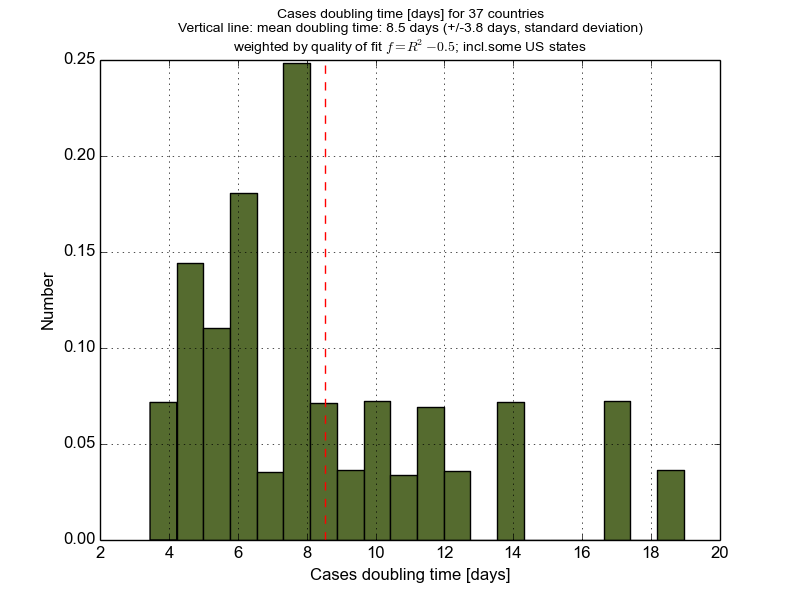 Cases doubling time [days] for 37 countries
Vertical line: mean doubling time: 8.5 days (+/-3.8 days, standard deviation)
weighted by quality of fit f=R² −0.5; incl.some US states
0.25
0.20
0.15
0.10
0.05
0.00
Number
2 4 6 8 10 12 14 16 18 20
Cases doubling time [days]